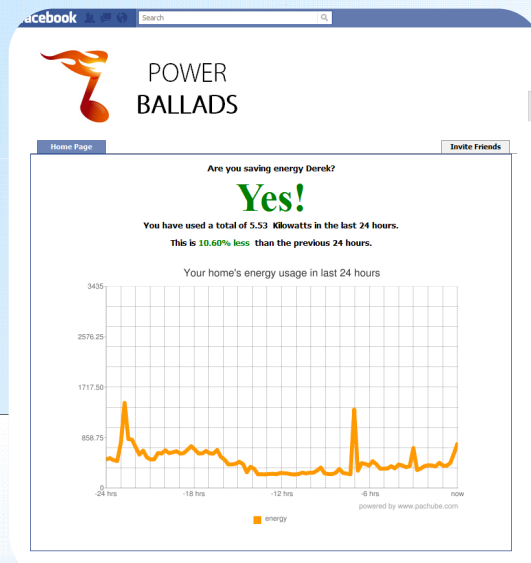 acebook
Search
POWER
BALLADS
Home Page
Invite Friends
Are you saving energy Derek?
Yes!
You have used a total of 5.53 Kilowatts in the last 24 hours.
This is 10.60% less than the previous 24 hours.
Your home's energy usage in last 24 hours
3435
2576.25
1717.50
858.75
0
-24 hrs
-18 hrs
-12 hrs
-6 hrs
now
powered by www.pachube.com
energy